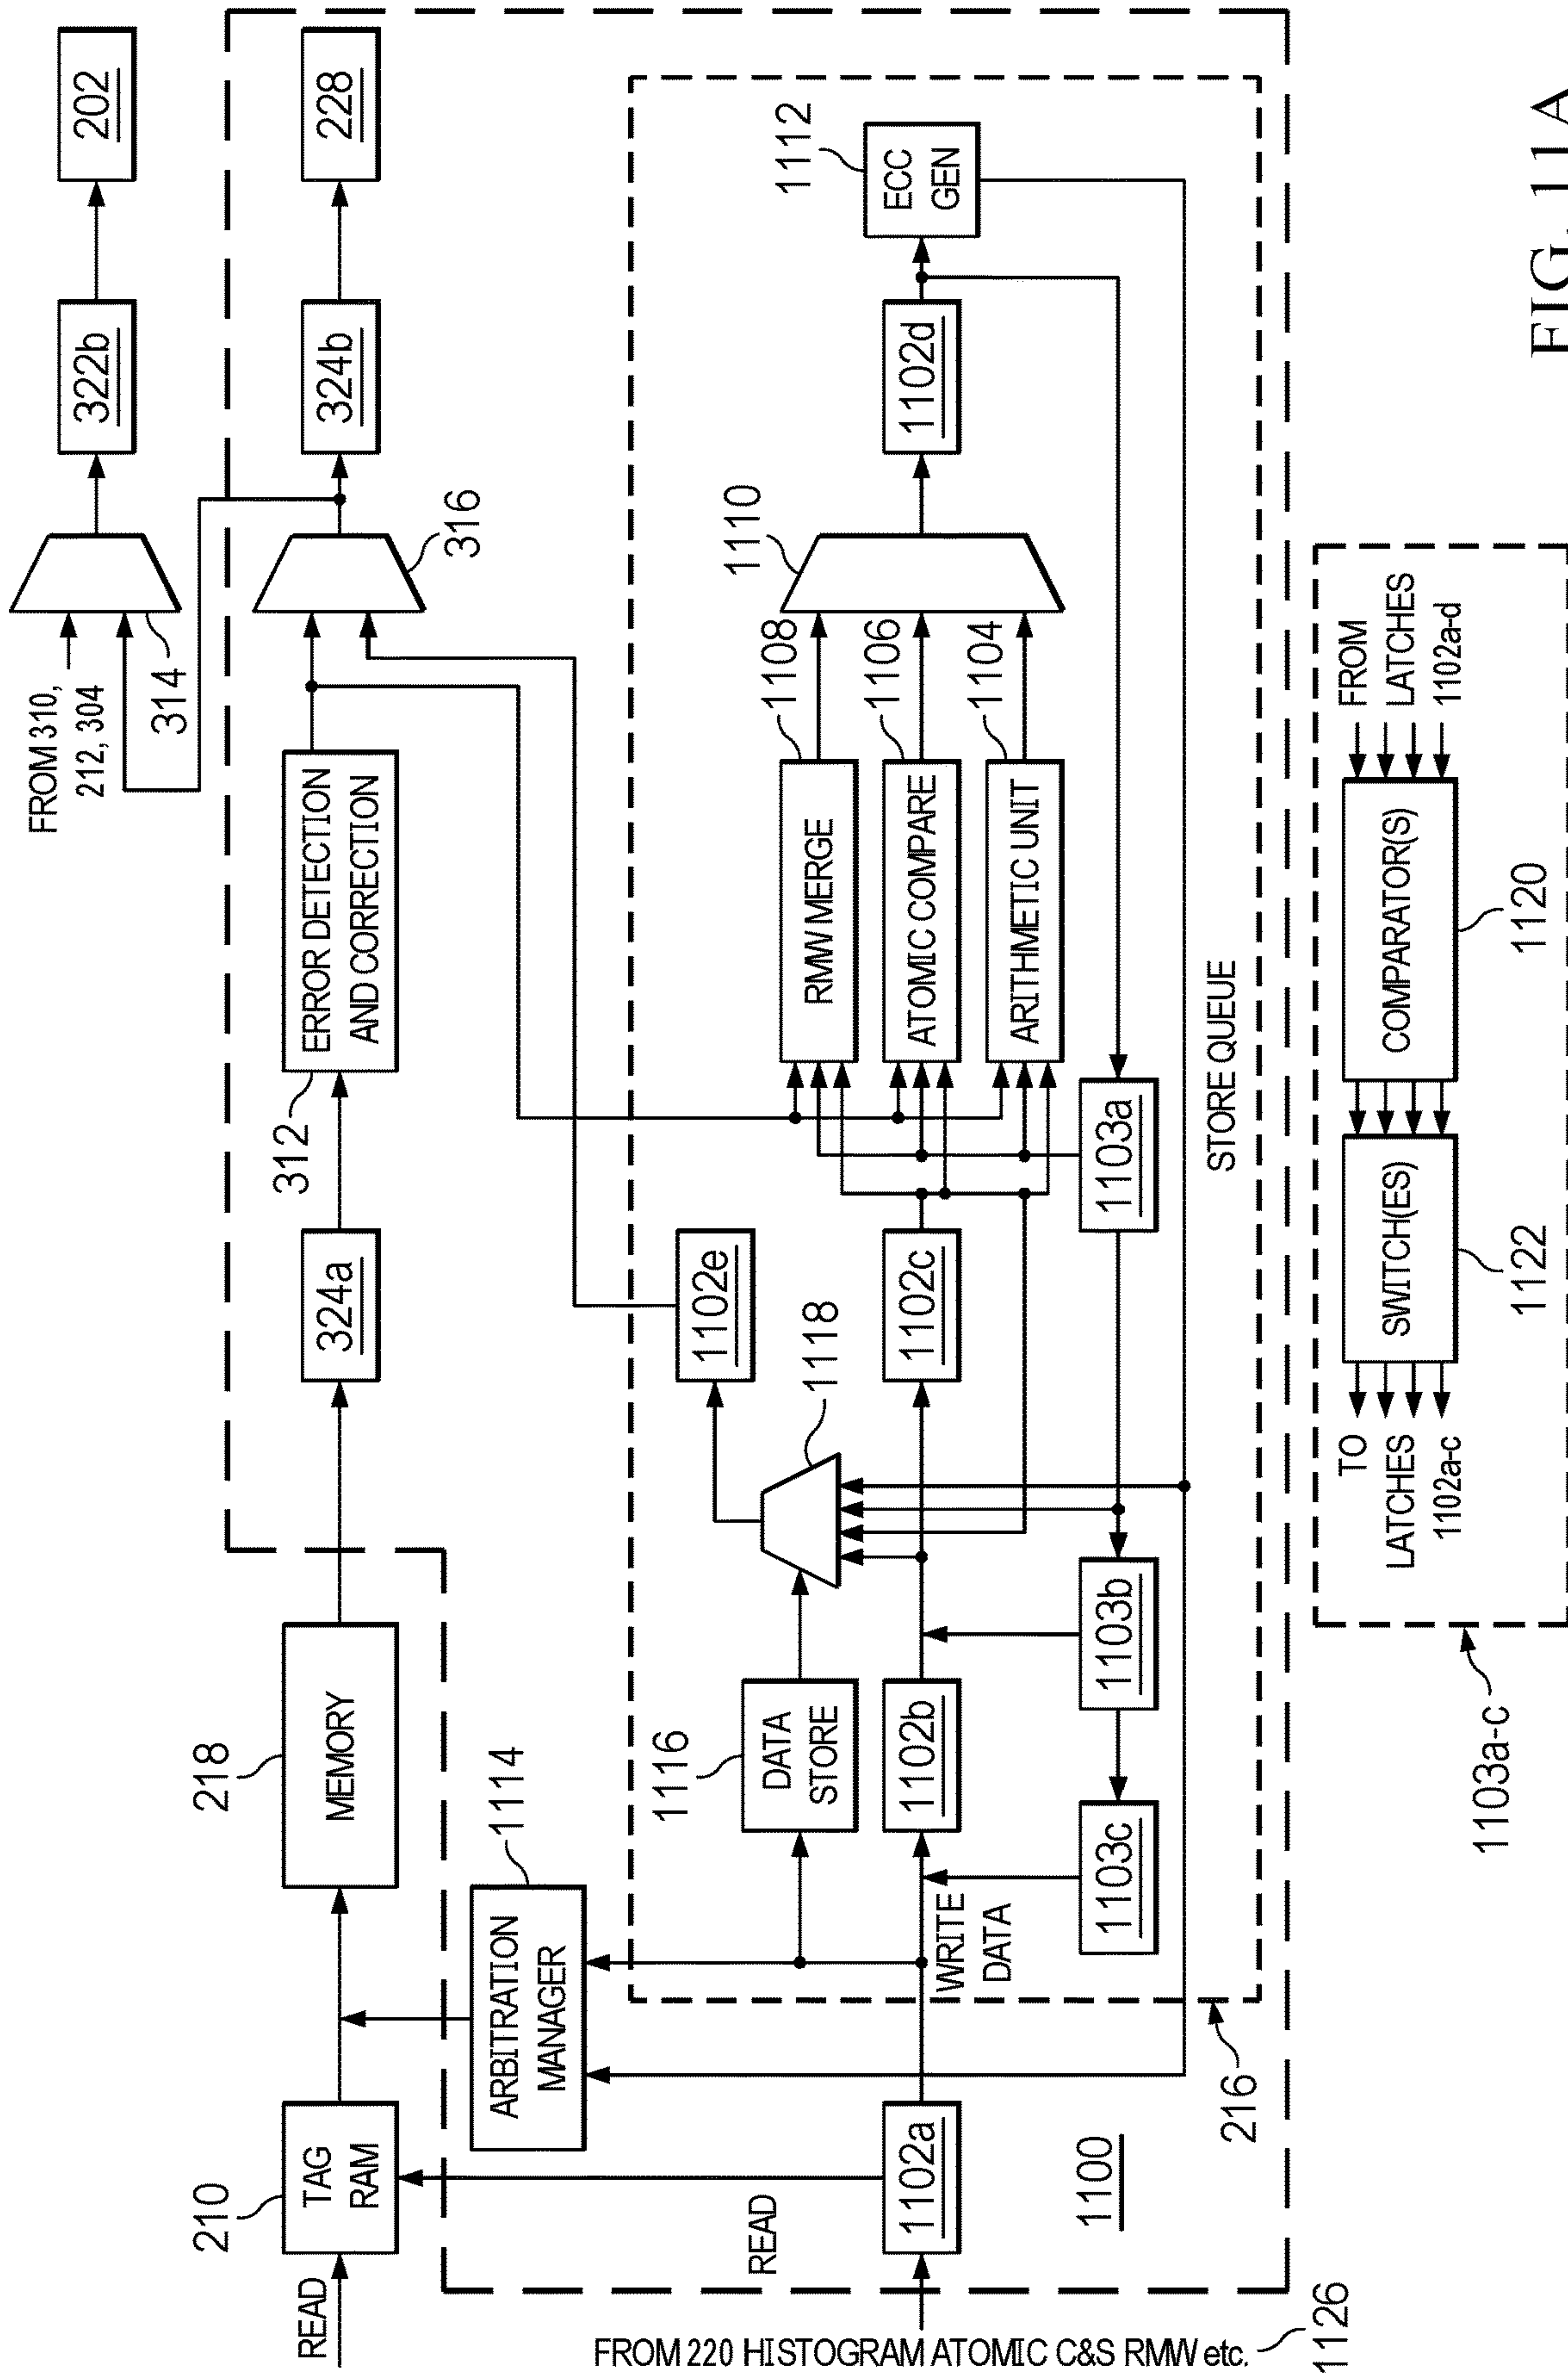 READ
210
TAG
RAM
218
MEMORY
324a
312
ERROR DETECTION
AND CORRECTION
FROM 310,
212, 304
314
322b
202
316
324b
228
1114
ARBITRATION
MANAGER
READ
1102a
1100
FROM 220 HISTOGRAM ATOMIC C&S RMW etc.
1126
216
WRITE
DATA
1116
DATA
STORE
1102b
1103c
1103b
1118
1102e
1102c
1103a
1108
RMW MERGE
1106
ATOMIC COMPARE
1104
ARITHMETIC UNIT
1110
1102d
1112
ECC
GEN
STORE QUEUE
1103a-c
TO
LATCHES
1102a-c
SWITCH(ES)
1122
COMPARATOR(S)
1120
FROM
LATCHES
1102a-d
FIG. 11A